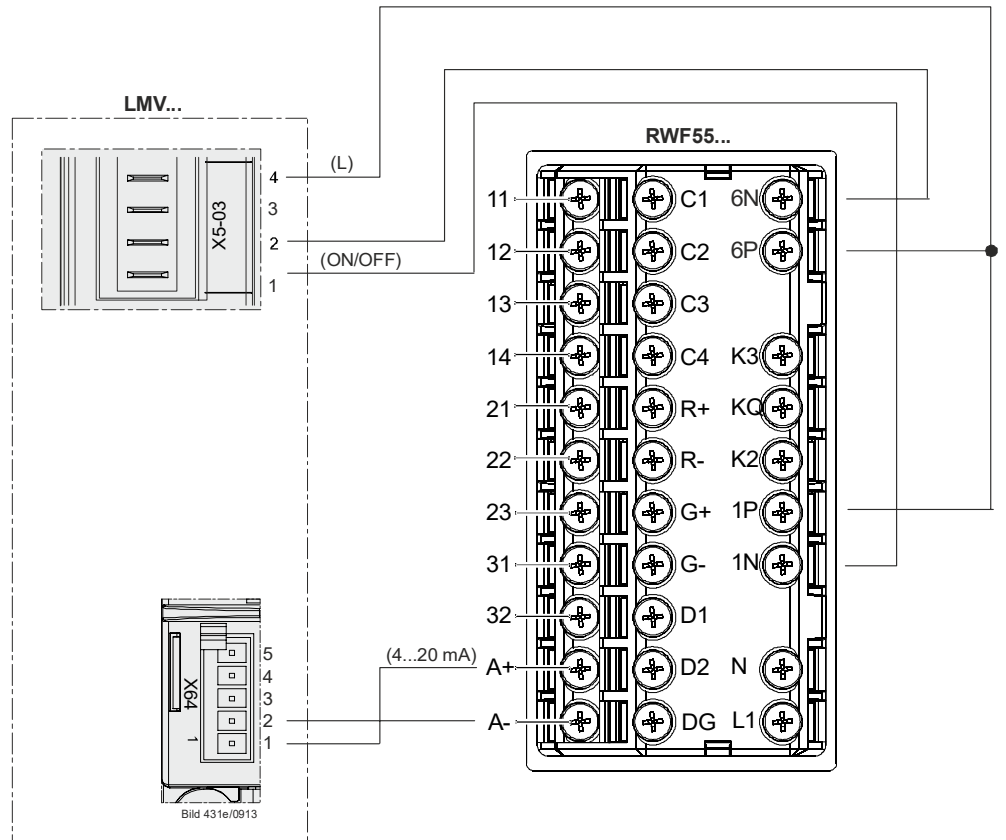 LMV...
RWF55...
(L)
4
3
2
1
X5-03
(ON/OFF)
11 C1 6N
12 C2 6P
13 C3
14 C4 K3
21 R+ KQ
22 R- K2
23 G+ 1P
31 G- 1N
32 D1
(4...20 mA) A+ D2 N
A- DG L1
5
4
3
2
1
X64
1
Bild 431e/0913